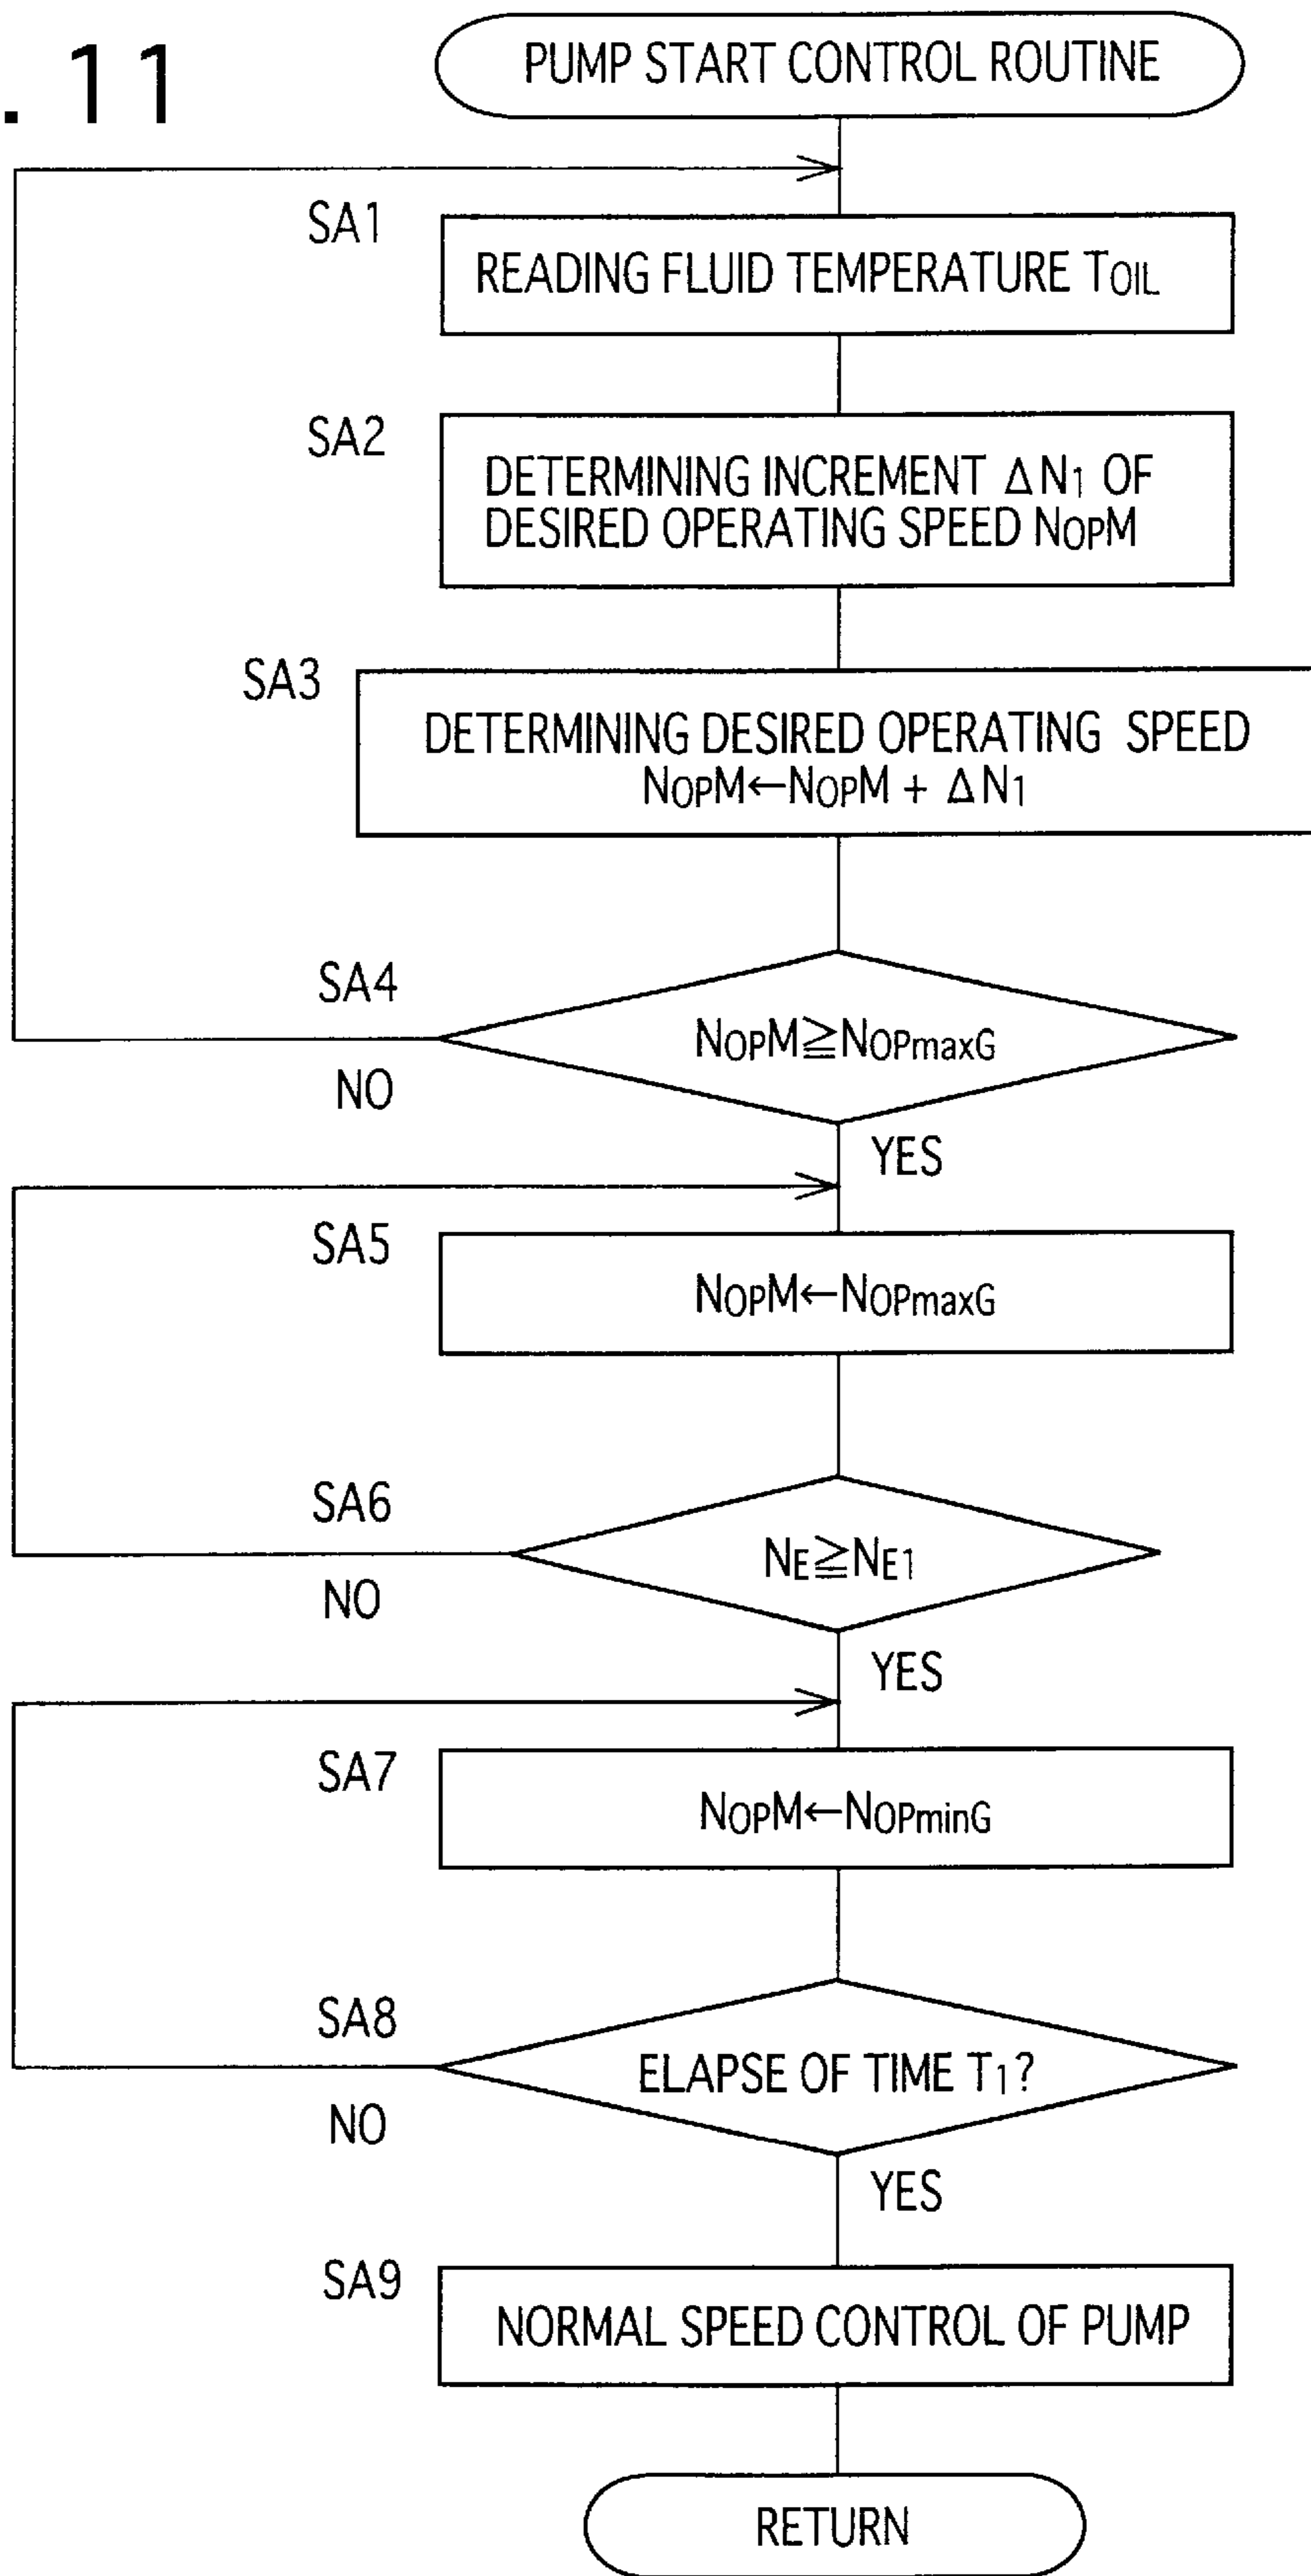 . 11
PUMP START CONTROL ROUTINE
SA1
READING FLUID TEMPERATURE TOIL
SA2
DETERMINING INCREMENT ΔN1 OF
DESIRED OPERATING SPEED NOPM
SA3
DETERMINING DESIRED OPERATING SPEED
NOPM←NOPM + ΔN1
SA4
NOPM≧NOPmaxG
NO
YES
SA5
NOPM←NOPmaxG
SA6
NE≧NE1
NO
YES
SA7
NOPM←NOPminG
SA8
ELAPSE OF TIME T1?
NO
YES
SA9
NORMAL SPEED CONTROL OF PUMP
RETURN